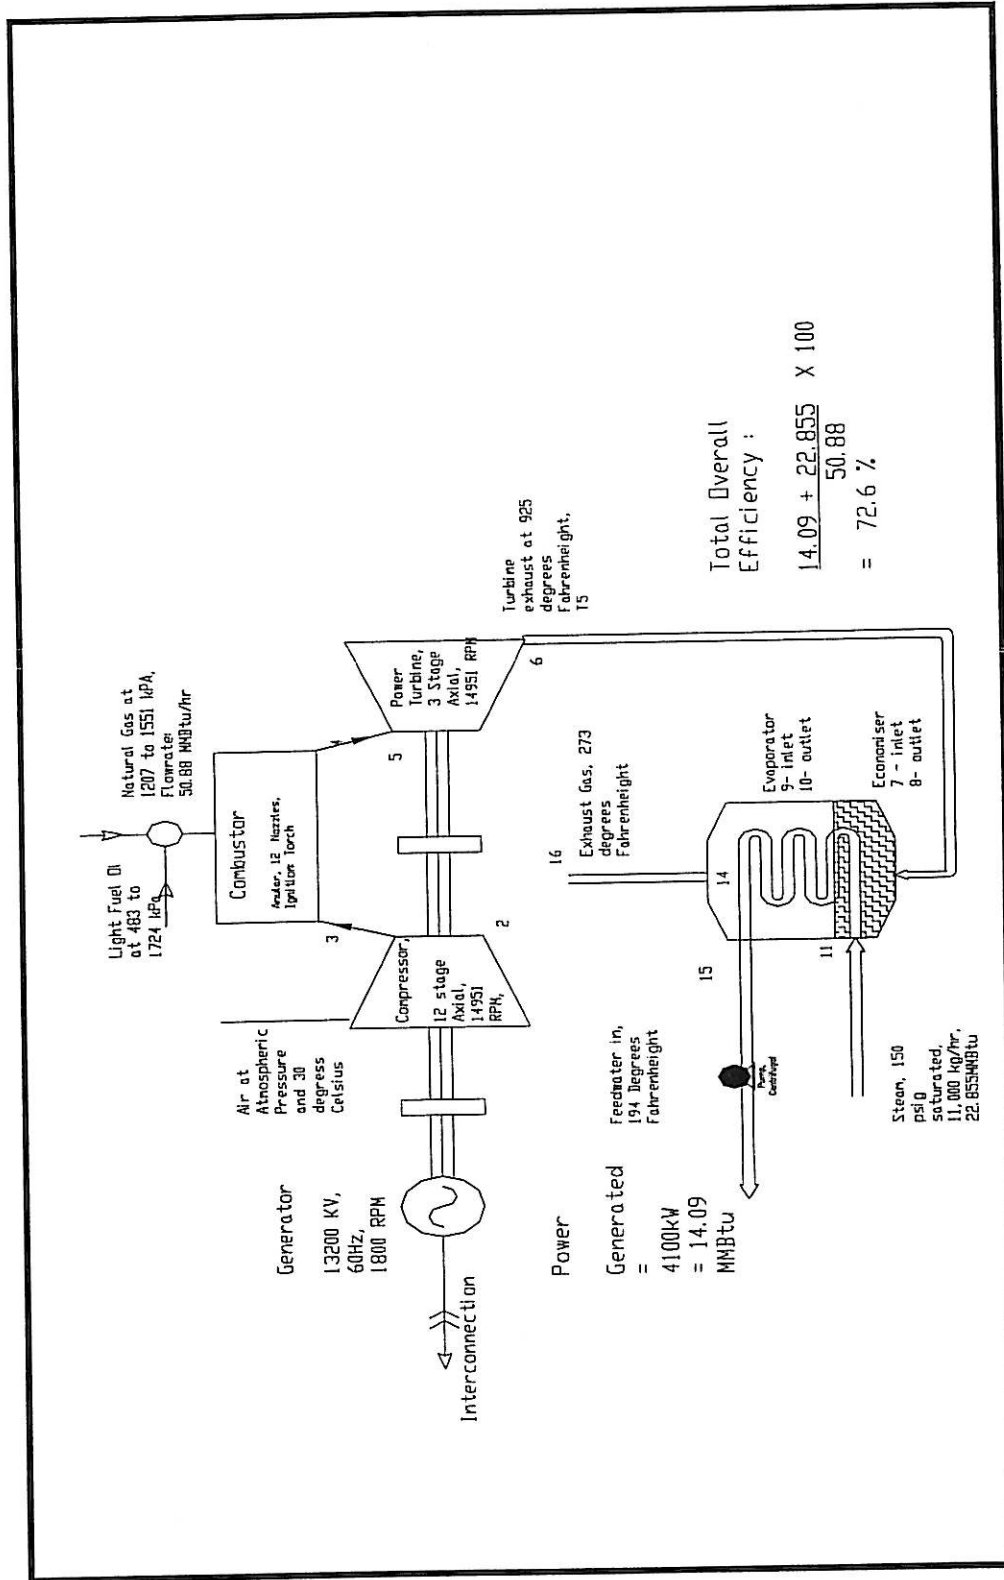 Light Fuel Oil
at 483 to
1724 kPa
Natural Gas at
1207 to 1551 kPA,
Flowrate:
50.88 MMBtu/hr
Combustor
12 Nozzles,
Ignition Torch
3
4
Air at
Atmospheric
Pressure
and 30
degress
Celsius
Compressor,
12 stage
Axial,
14951
RPM,
2
5
Power
Turbine,
3 Stage
Axial,
14951 RPM
6
Turbine
exhaust at 925
degrees
Fahrenheight,
T5
Generator
13200 KV,
60Hz,
1800 RPM
Interconnection
Power
Generated
=
4100kW
= 14.09
MMBtu
Feedwater in,
194 Degrees
Fahrenheight
Pump,
Centrifugal
15
16
Exhaust Gas, 273
degrees
Fahrenheight
14
11
Evaporator
9- inlet
10- outlet
Economiser
7 - inlet
8- outlet
Steam, 150
psig
saturated,
11,000 kg/hr,
22.855MMBtu
Total Overall
Efficiency :
14.09 + 22.855 X 100
50.88
= 72.6 %